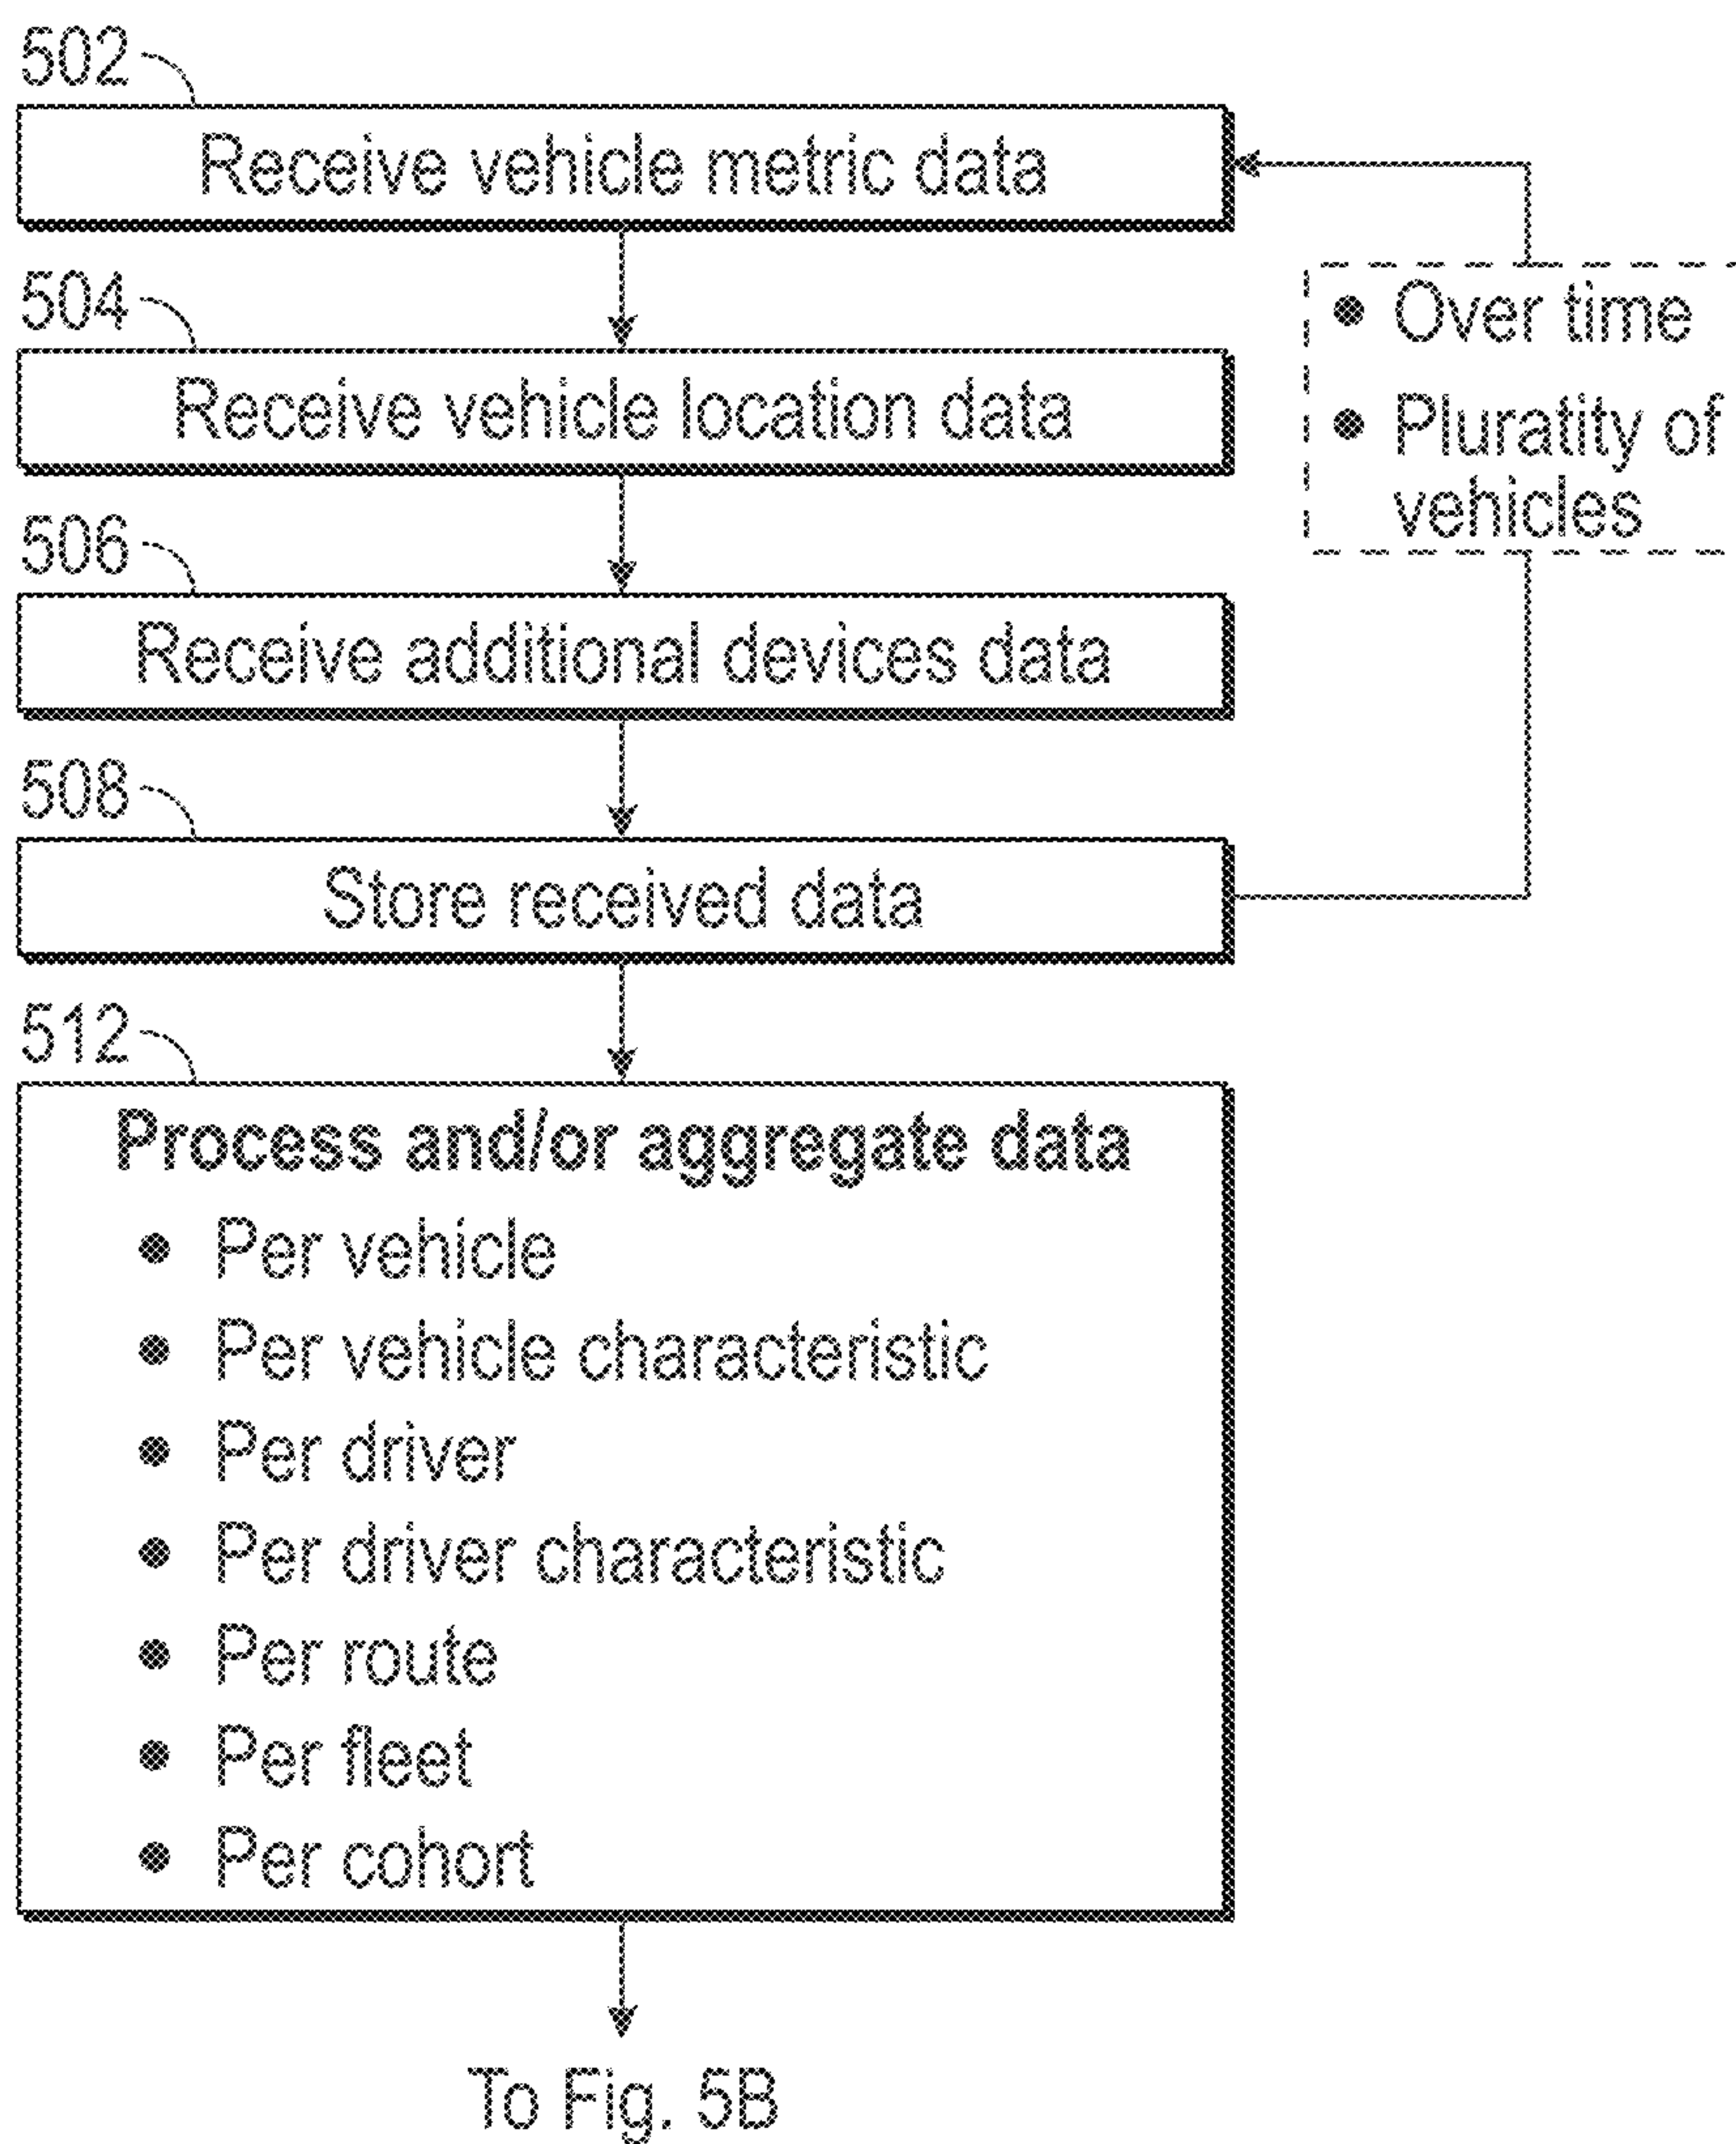 502
Receive vehicle metric data
504
Receive vehicle location data
• Over time
• Pluratity of
vehicles
506
Receive additional devices data
508
Store received data
512
Process and/or aggregate data
• Per vehicle
• Per vehicle characteristic
• Per driver
• Per driver characteristic
• Per route
• Per fleet
• Per cohort
To Fig. 5B